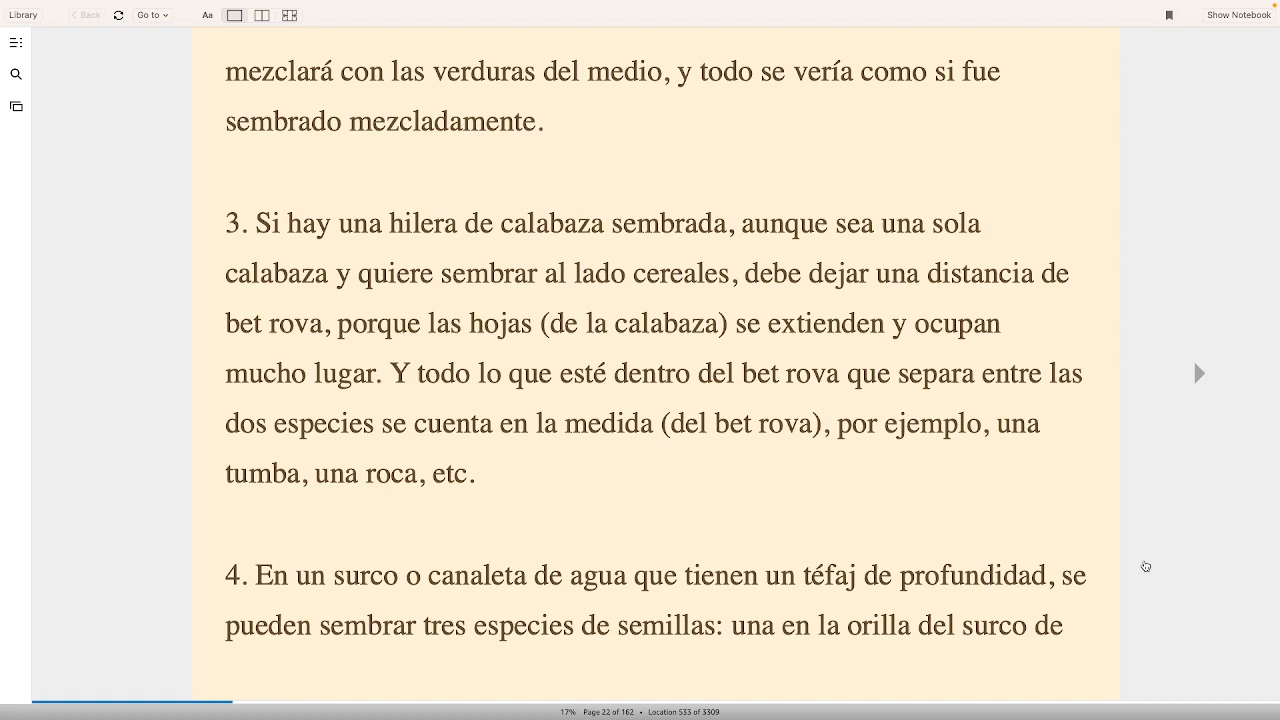 Library
Back
Go to
Aa
Show Notebook
mezclará con las verduras del medio, y todo se vería como si fue
sembrado mezcladamente.
3. Si hay una hilera de calabaza sembrada, aunque sea una sola
calabaza y quiere sembrar al lado cereales, debe dejar una distancia de
bet rova, porque las hojas (de la calabaza) se extienden y ocupan
mucho lugar. Y todo lo que esté dentro del bet rova que separa entre las
dos especies se cuenta en la medida (del bet rova), por ejemplo, una
tumba, una roca, etc.
4. En un surco o canaleta de agua que tienen un téfaj de profundidad, se
pueden sembrar tres especies de semillas: una en la orilla del surco de
17% Page 22 of 162 • Location 533 of 3309